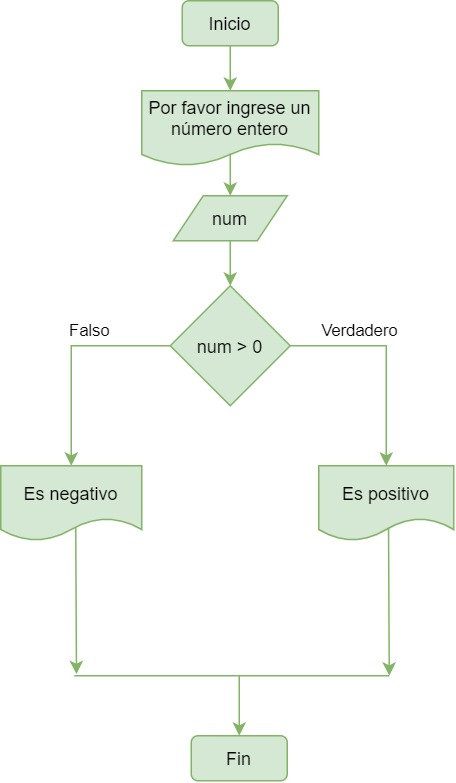 Inicio
Por favor ingrese un
número entero
num
num > 0
Falso
Verdadero
Es negativo
Es positivo
Fin